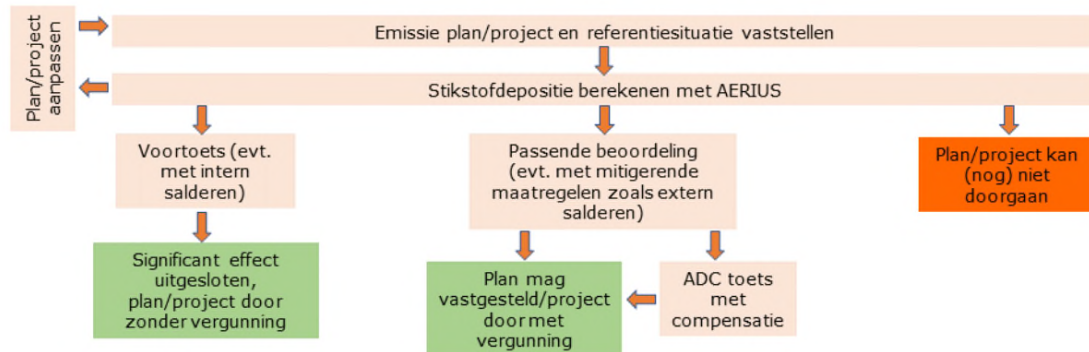 Plan/project
aanpassen
Emissie plan/project en referentiesituatie vaststellen
Stikstofdepositie berekenen met AERIUS
Voortoets (evt.
met intern
salderen)
Passende beoordeling
(evt. met mitigerende
maatregelen zoals extern
salderen)
Plan/project kan
(nog) niet
doorgaan
Significant effect
uitgesloten,
plan/project door
zonder vergunning
Plan mag
vastgesteld/project
door met
vergunning
ADC toets
met
compensatie